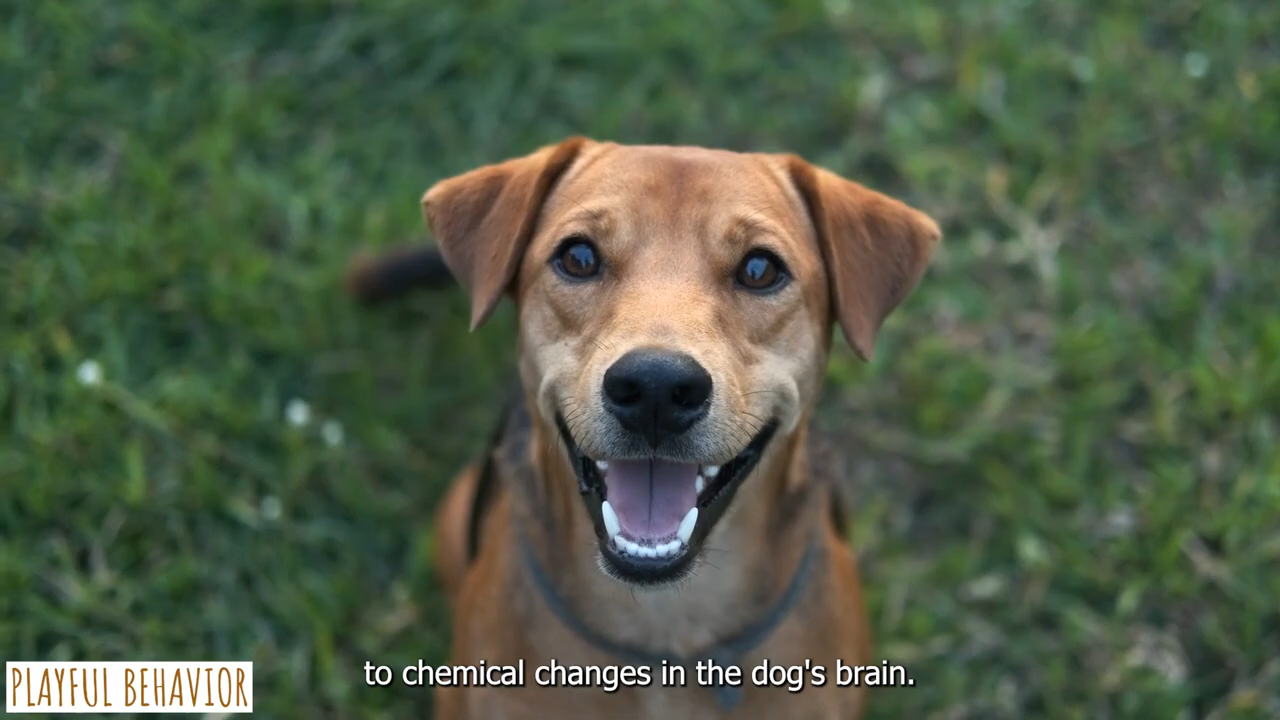 to chemical changes in the dog's brain.
PLAYFUL BEHAVIOR